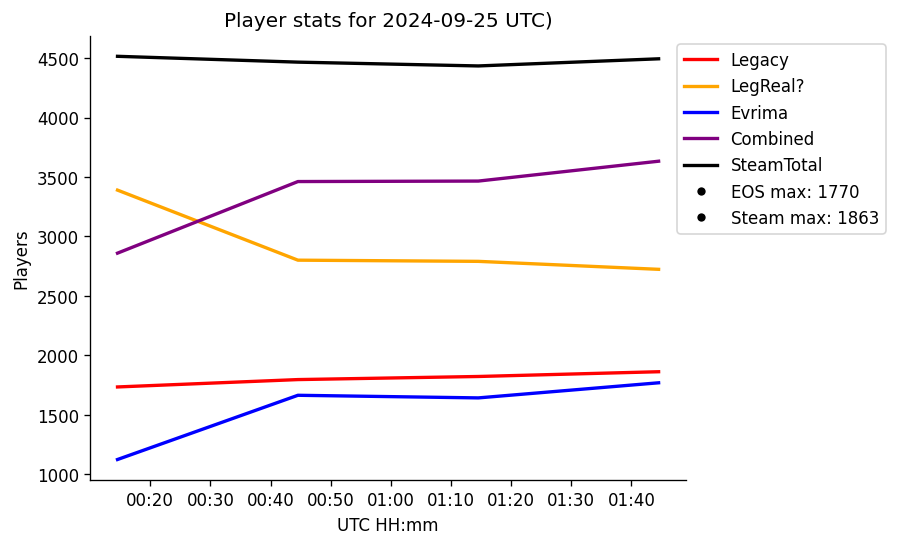 Player stats for 2024-09-25 UTC)
4500
4000
3500
3000
2500
2000
1500
1000
Players
00:20 00:30 00:40 00:50 01:00 01:10 01:20 01:30 01:40
UTC HH:mm
Legacy
LegReal?
Evrima
Combined
SteamTotal
EOS max: 1770
Steam max: 1863